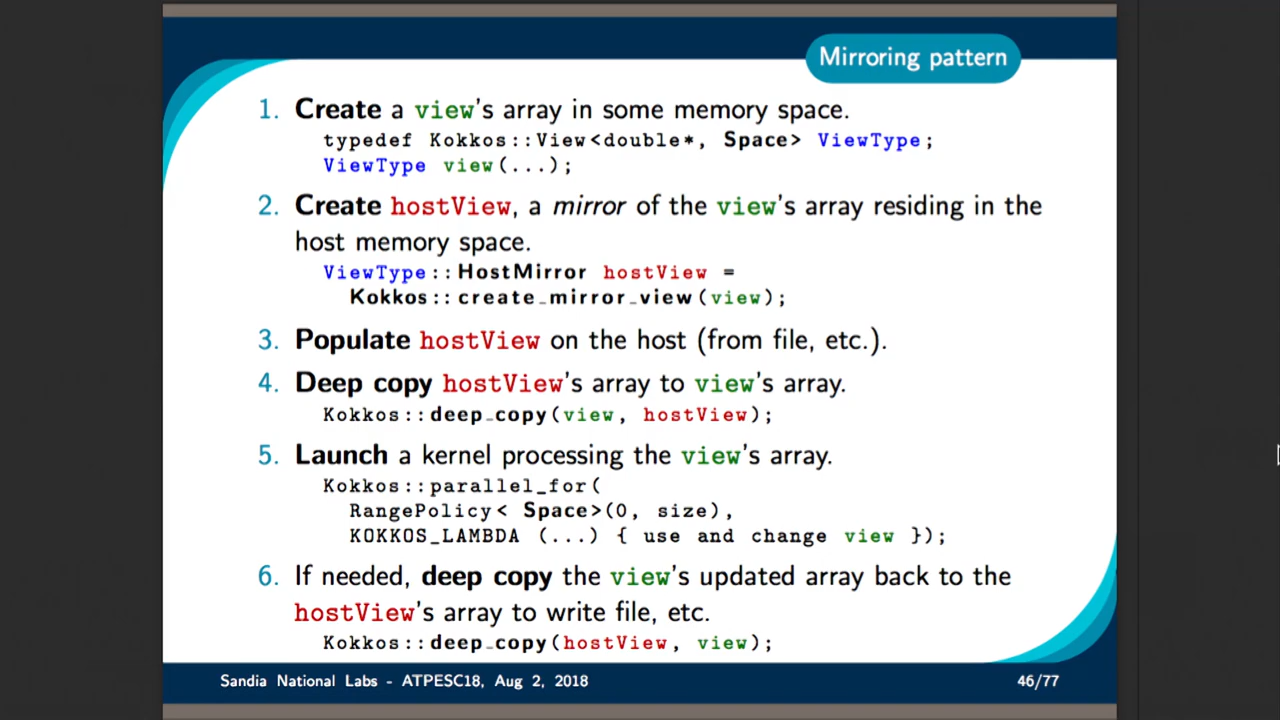 Mirroring pattern
1. Create a view's array in some memory space.
typedef Kokkos::View<double*, Space> ViewType;
ViewType view(...);
2. Create hostView, a mirror of the view's array residing in the
host memory space.
ViewType::HostMirror hostView =
Kokkos::create_mirror_view(view);
3. Populate hostView on the host (from file, etc.).
4. Deep copy hostView's array to view's array.
Kokkos::deep_copy(view, hostView);
5. Launch a kernel processing the view's array.
Kokkos::parallel_for(
RangePolicy< Space>(0, size),
KOKKOS_LAMBDA (...) { use and change view });
6. If needed, deep copy the view's updated array back to the
hostView's array to write file, etc.
Kokkos::deep_copy(hostView, view);
Sandia National Labs - ATPESC18, Aug 2, 2018 46/77